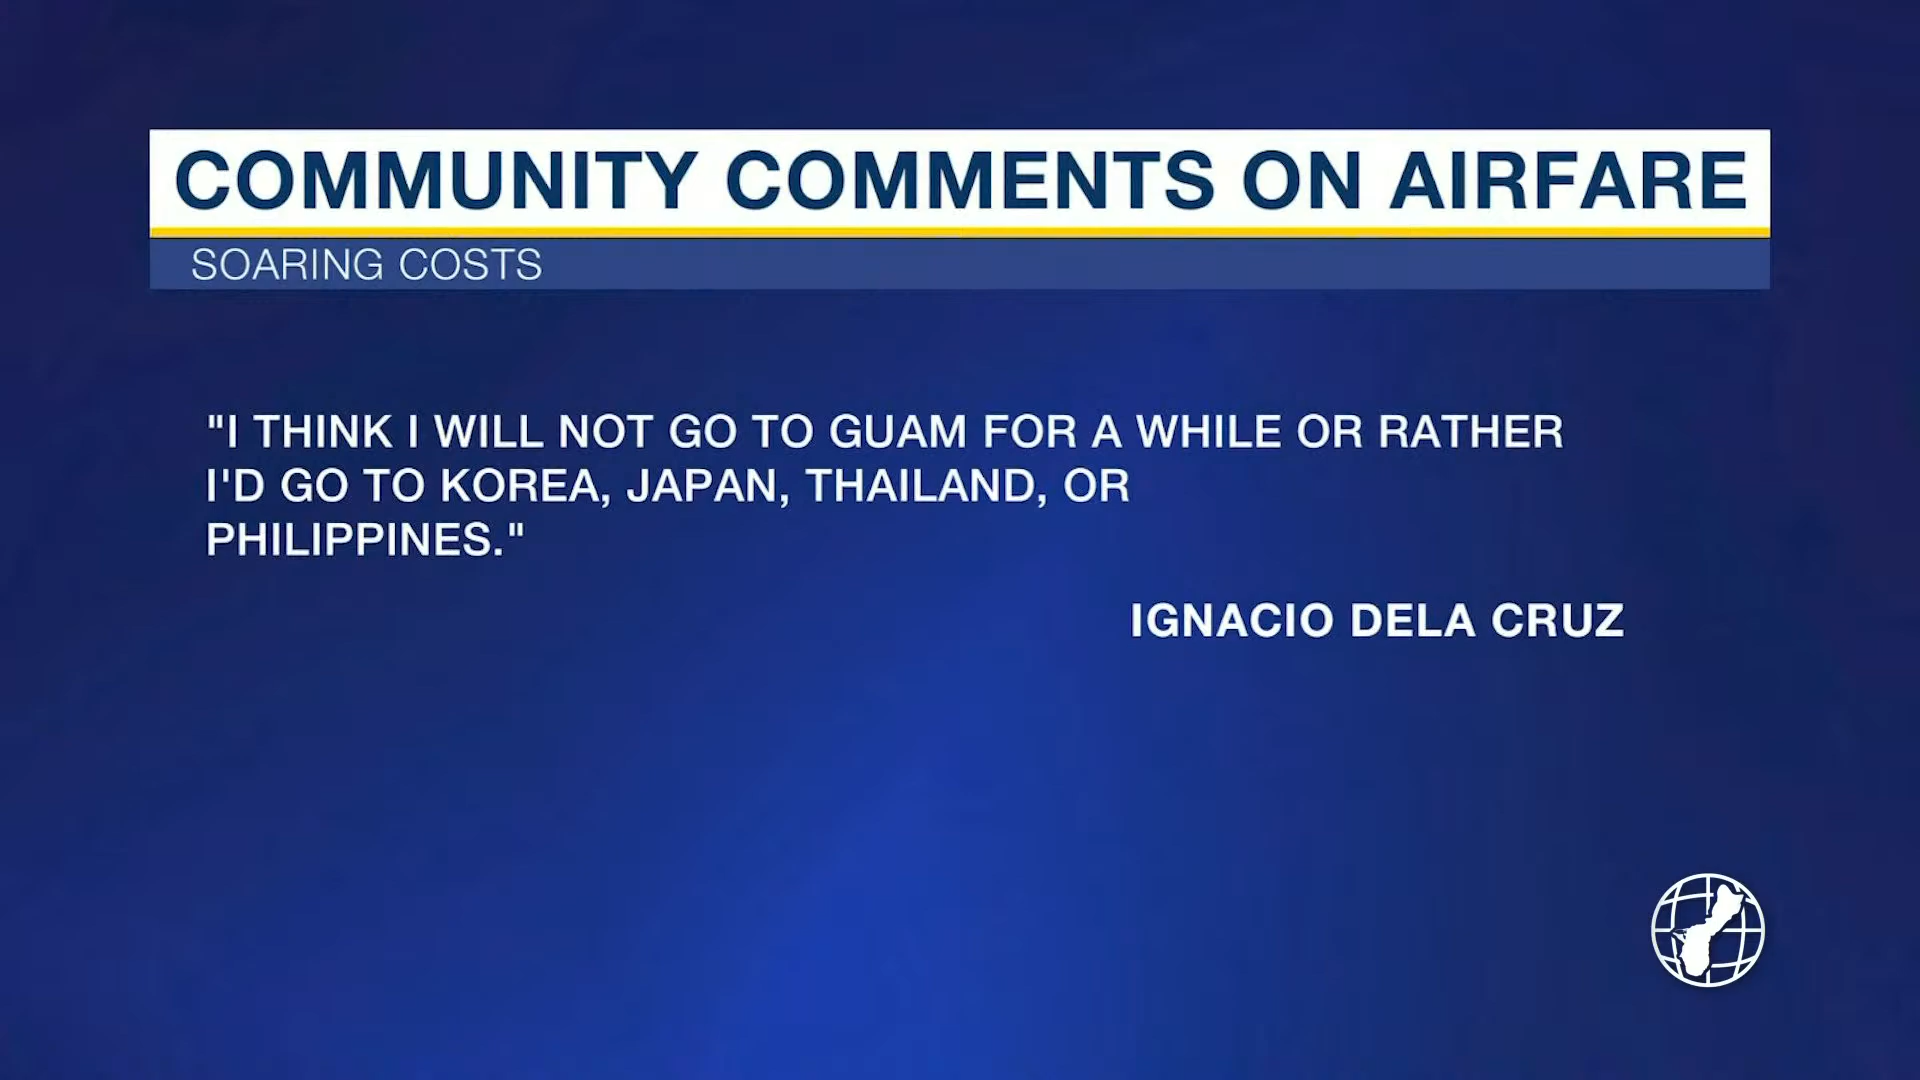 COMMUNITY COMMENTS ON AIRFARE
SOARING COSTS
"I THINK I WILL NOT GO TO GUAM FOR A WHILE OR RATHER
I'D GO TO KOREA, JAPAN, THAILAND, OR
PHILIPPINES."
IGNACIO DELA CRUZ